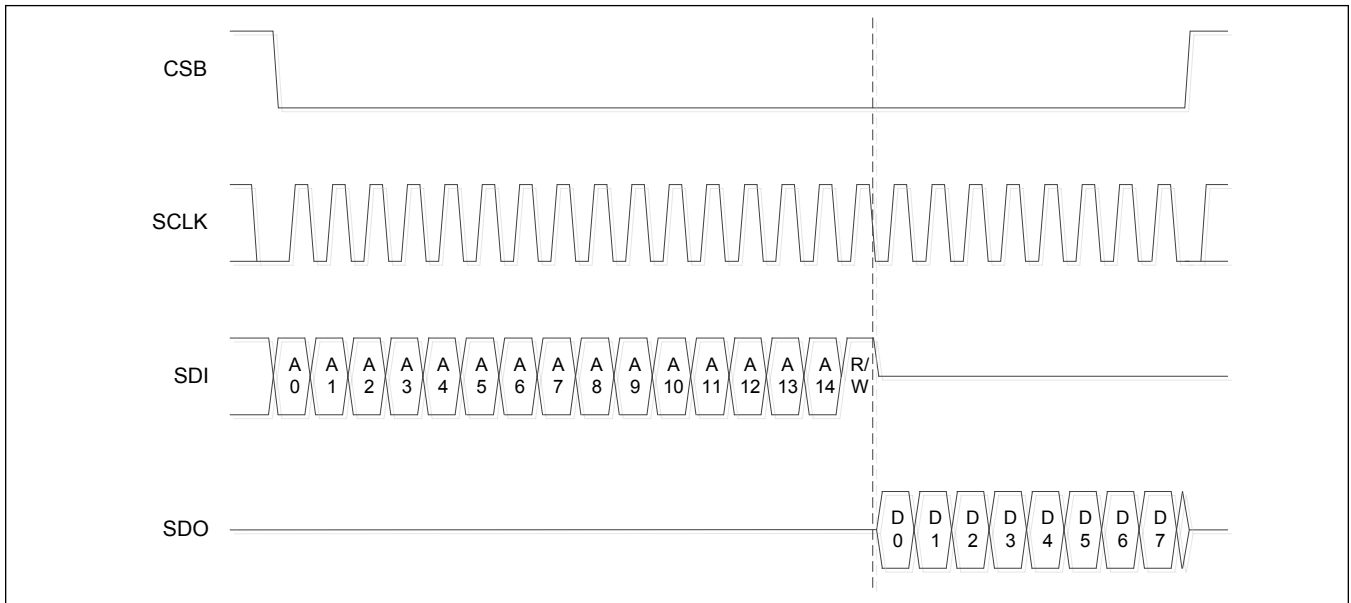 CSB
SCLK
SDI
A A A A A A A A A A A A A A A R/
0 1 2 3 4 5 6 7 8 9 10 11 12 13 14 W
SDO
D D D D D D D D
0 1 2 3 4 5 6 7